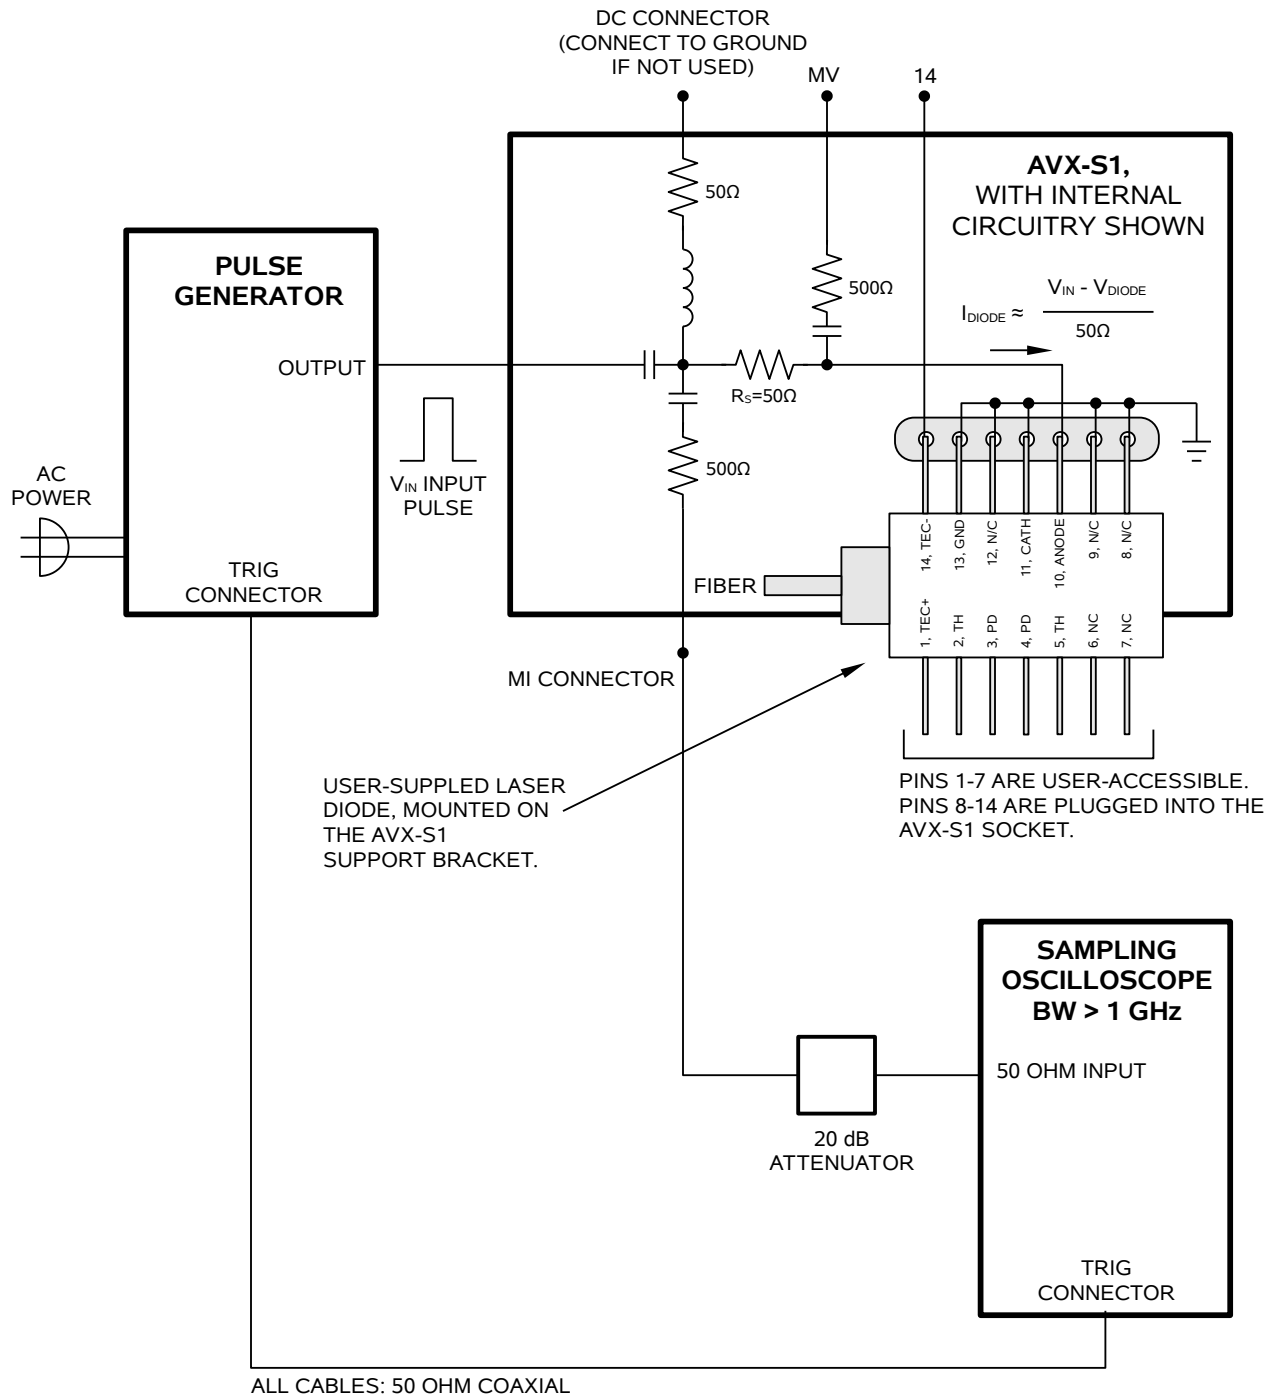 DC CONNECTOR
(CONNECT TO GROUND
IF NOT USED)
MV
14
AVX-S1,
WITH INTERNAL
CIRCUITRY SHOWN
50Ω
500Ω
V_IN - V_DIODE
I_DIODE ≈
50Ω
PULSE
GENERATOR
OUTPUT
R_S=50Ω
500Ω
AC
POWER
V_IN INPUT
PULSE
TRIG
CONNECTOR
14, TEC-
13, GND
12, N/C
11, CATH
10, ANODE
9, N/C
8, N/C
FIBER
1, TEC+
2, TH
3, PD
4, PD
5, TH
6, NC
7, NC
MI CONNECTOR
USER-SUPPLED LASER
DIODE, MOUNTED ON
THE AVX-S1
SUPPORT BRACKET.
PINS 1-7 ARE USER-ACCESSIBLE.
PINS 8-14 ARE PLUGGED INTO THE
AVX-S1 SOCKET.
SAMPLING
OSCILLOSCOPE
BW > 1 GHz
50 OHM INPUT
20 dB
ATTENUATOR
TRIG
CONNECTOR
ALL CABLES: 50 OHM COAXIAL